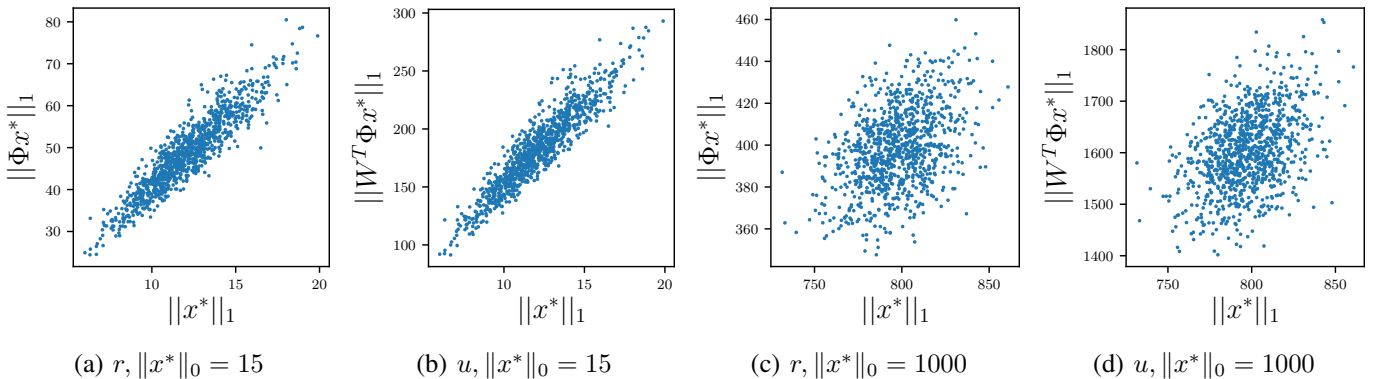 ||Φx*||₁
80
70
60
50
40
30
10
15
20
||x*||₁
(a) r, ‖x*‖₀ = 15
||WᵀΦx*||₁
300
250
200
150
100
10
15
20
||x*||₁
(b) u, ‖x*‖₀ = 15
||Φx*||₁
460
440
420
400
380
360
750
800
850
||x*||₁
(c) r, ‖x*‖₀ = 1000
||WᵀΦx*||₁
1800
1700
1600
1500
1400
750
800
850
||x*||₁
(d) u, ‖x*‖₀ = 1000